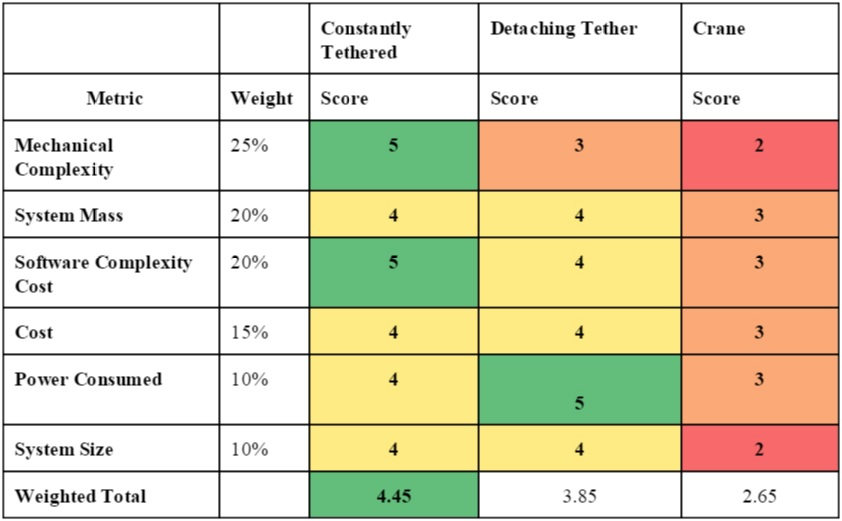 Constantly Tethered Detaching Tether Crane
Metric Weight Score Score Score
Mechanical Complexity 25% 5 3 2
System Mass 20% 4 4 3
Software Complexity Cost 20% 5 4 3
Cost 15% 4 4 3
Power Consumed 10% 4 5 3
System Size 10% 4 4 2
Weighted Total 4.45 3.85 2.65